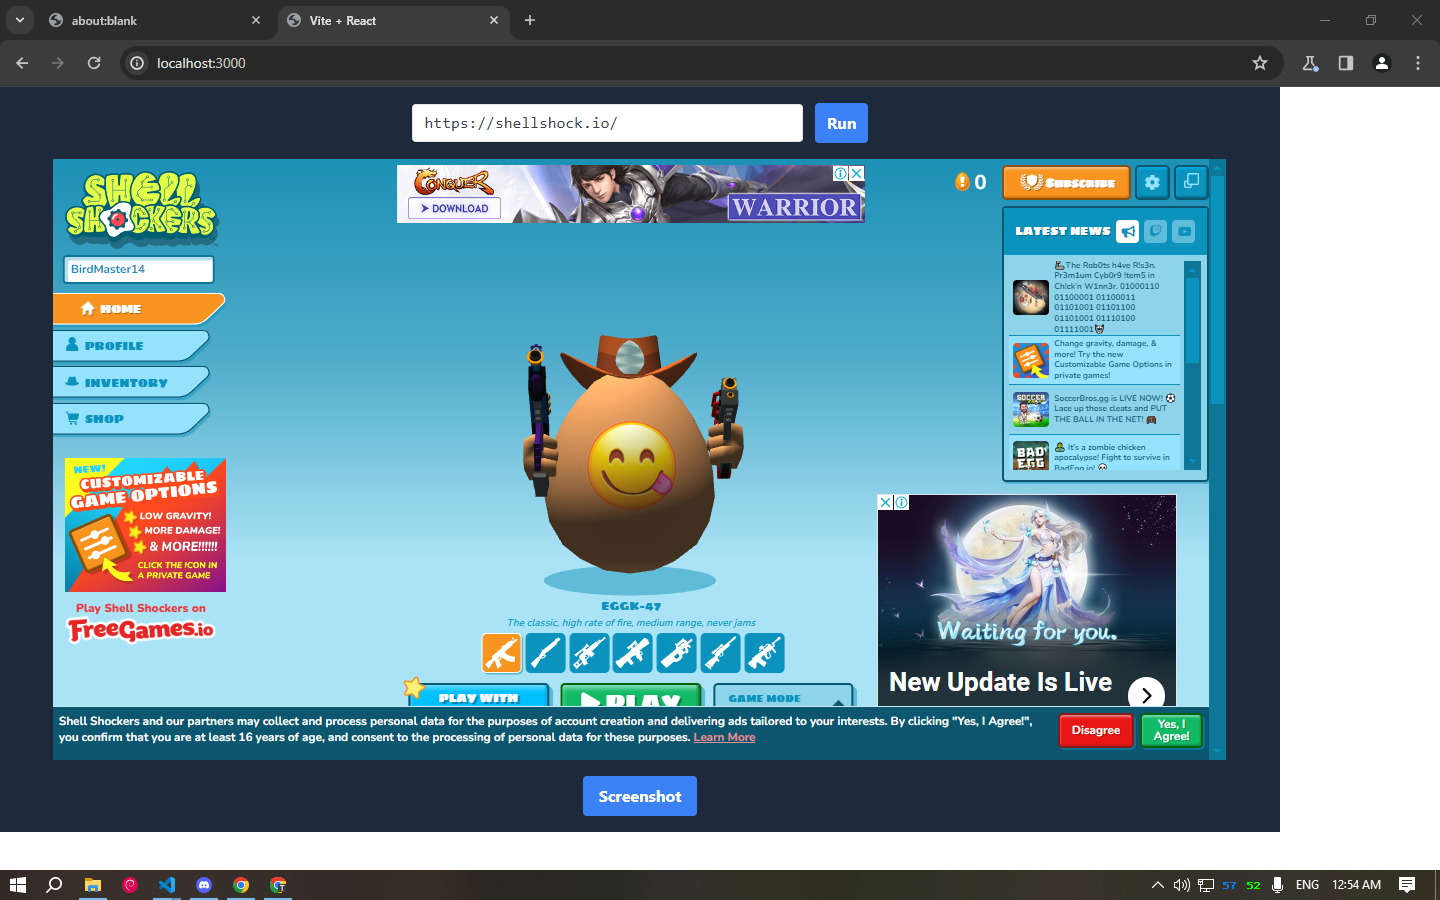 about:blank
Vite + React
localhost:3000
https://shellshock.io/
Run
SHELL
SHOCKERS
BirdMaster14
HOME
PROFILE
INVENTORY
SHOP
NEW!
CUSTOMIZABLE
GAME OPTIONS
LOW GRAVITY!
MORE DAMAGE!
& MORE!!!!!!
CLICK THE ICON IN
A PRIVATE GAME
Play Shell Shockers on
FreeGames.io
CONQUER
DOWNLOAD
WARRIOR
0
SUBSCRIBE
LATEST NEWS
The Rob0ts h4ve R!s3n.
Pr3m1um Cyb0r9 !tem5 in
Ch!ck'n W1nn3r. 01000110
01100001 01100011
01101001 01101100
01101001 01110100
01111001
Change gravity, damage, &
more! Try the new
Customizable Game Options in
private games!
SOCCER
SoccerBros.gg is LIVE NOW! ⚽
Lace up those cleats and PUT
THE BALL IN THE NET!
BAD
EGG
It's a zombie chicken
apocalypse! Fight to survive in
BadEgg.io!
EGGK-47
The classic, high rate of fire, medium range, never jams
PLAY WITH
PLAY
GAME MODE
Waiting for you.
New Update Is Live
Shell Shockers and our partners may collect and process personal data for the purposes of account creation and delivering ads tailored to your interests. By clicking "Yes, I Agree!",
you confirm that you are at least 16 years of age, and consent to the processing of personal data for these purposes. Learn More
Disagree
Yes, I
Agree!
Screenshot
57
52
ENG
12:54 AM